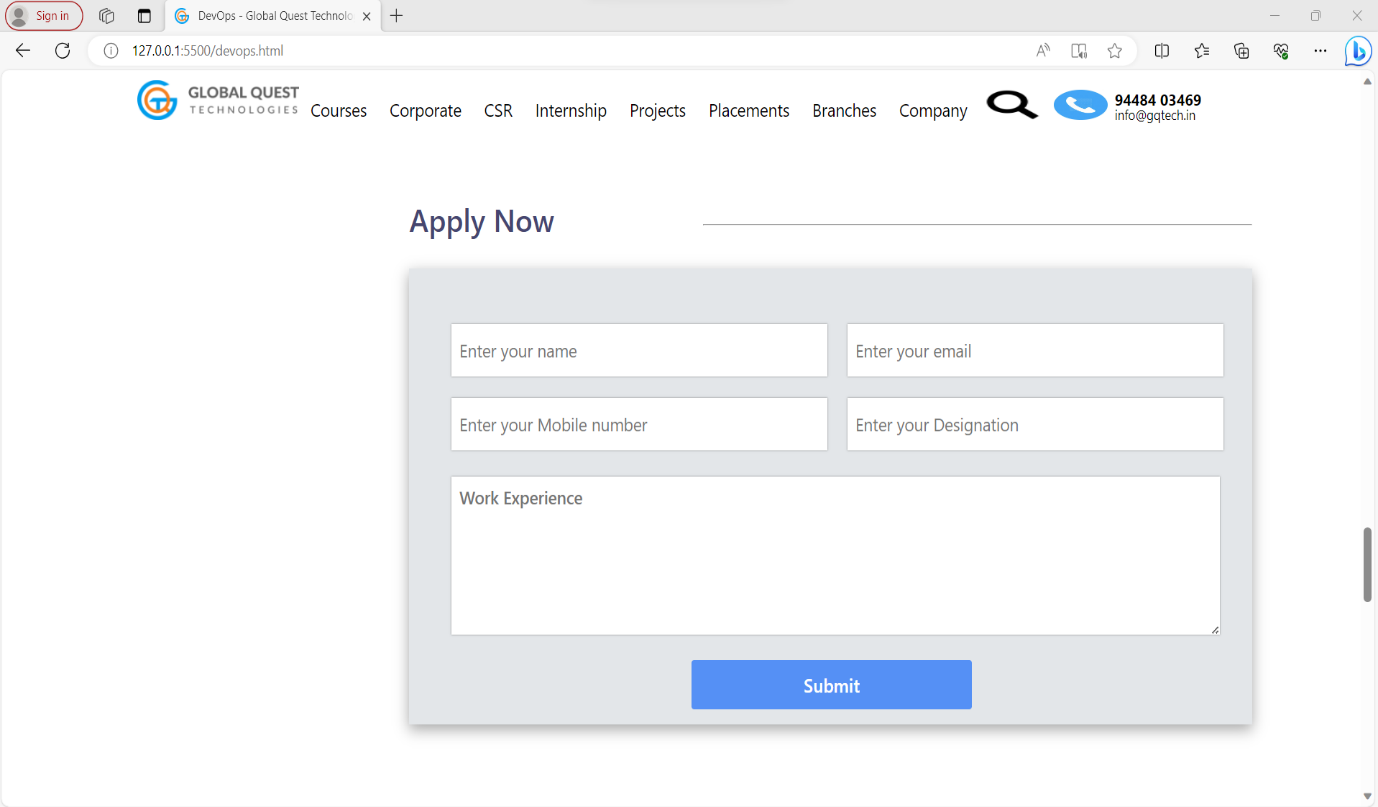 Sign in
DevOps - Global Quest Technolo
127.0.0.1:5500/devops.html
GLOBAL QUEST
TECHNOLOGIES
Courses Corporate CSR Internship Projects Placements Branches Company
94484 03469
info@gqtech.in
Apply Now
Enter your name Enter your email
Enter your Mobile number Enter your Designation
Work Experience
Submit